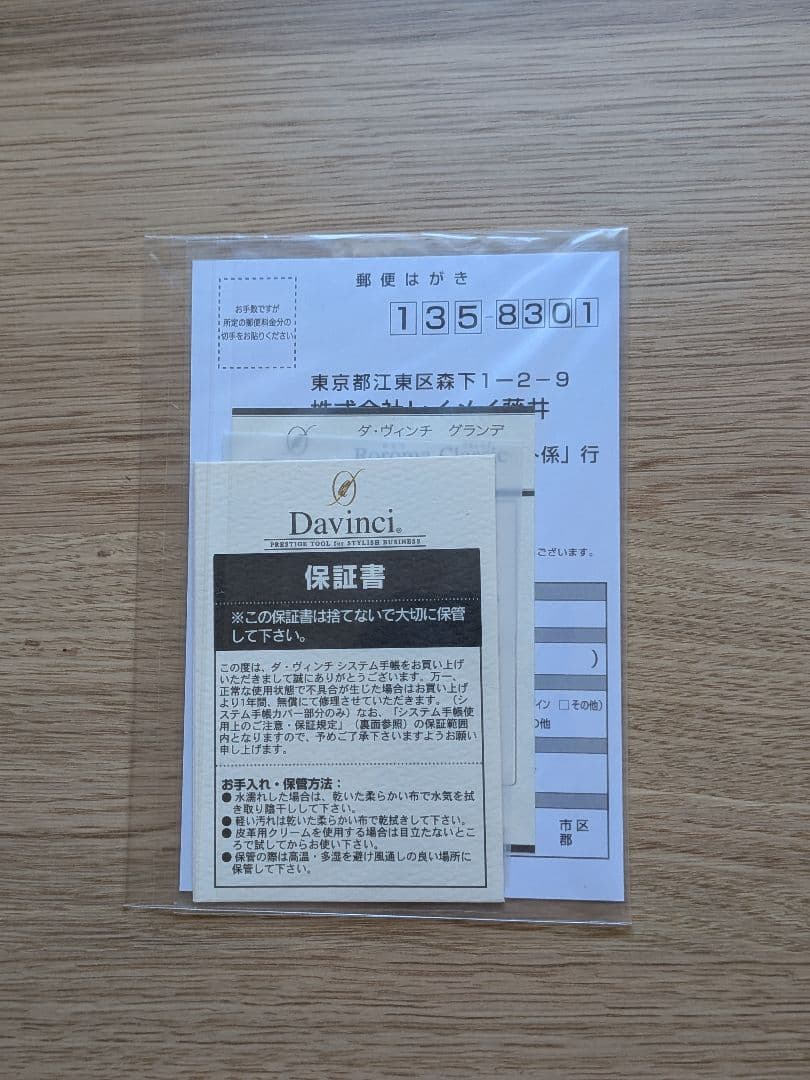 郵便はがき
お手数ですが
所定の郵便料金分の
切手をお貼りください
135-8301
東京都江東区森下1-2-9
株式会社レイメイ藤井
係」行
ダ・ヴィンチ グランデ
Roroma Classic
ございます。
)
イン □その他)
の他
市区
郡
Davinci®
PRESTIGE TOOL for STYLISH BUSINESS
保証書
※この保証書は捨てないで大切に保管
して下さい。
この度は、ダ・ヴィンチ システム手帳をお買い上げ
いただきまして誠にありがとうございます。万一、
正常な使用状態で不具合が生じた場合はお買い上げ
より1年間、無償にて修理させていただきます。（シ
ステム手帳カバー部分のみ）なお、「システム手帳使
用上のご注意・保証規定」（裏面参照）の保証範囲
内となりますので、予めご了承下さいますようお願い
申し上げます。
お手入れ・保管方法：
●水濡れした場合は、乾いた柔らかい布で水気を拭
き取り陰干しして下さい。
●軽い汚れは乾いた柔らかい布で乾拭きして下さい。
●皮革用クリームを使用する場合は目立たないとこ
ろで試してからお使い下さい。
●保管の際は高温・多湿を避け風通しの良い場所に
保管して下さい。